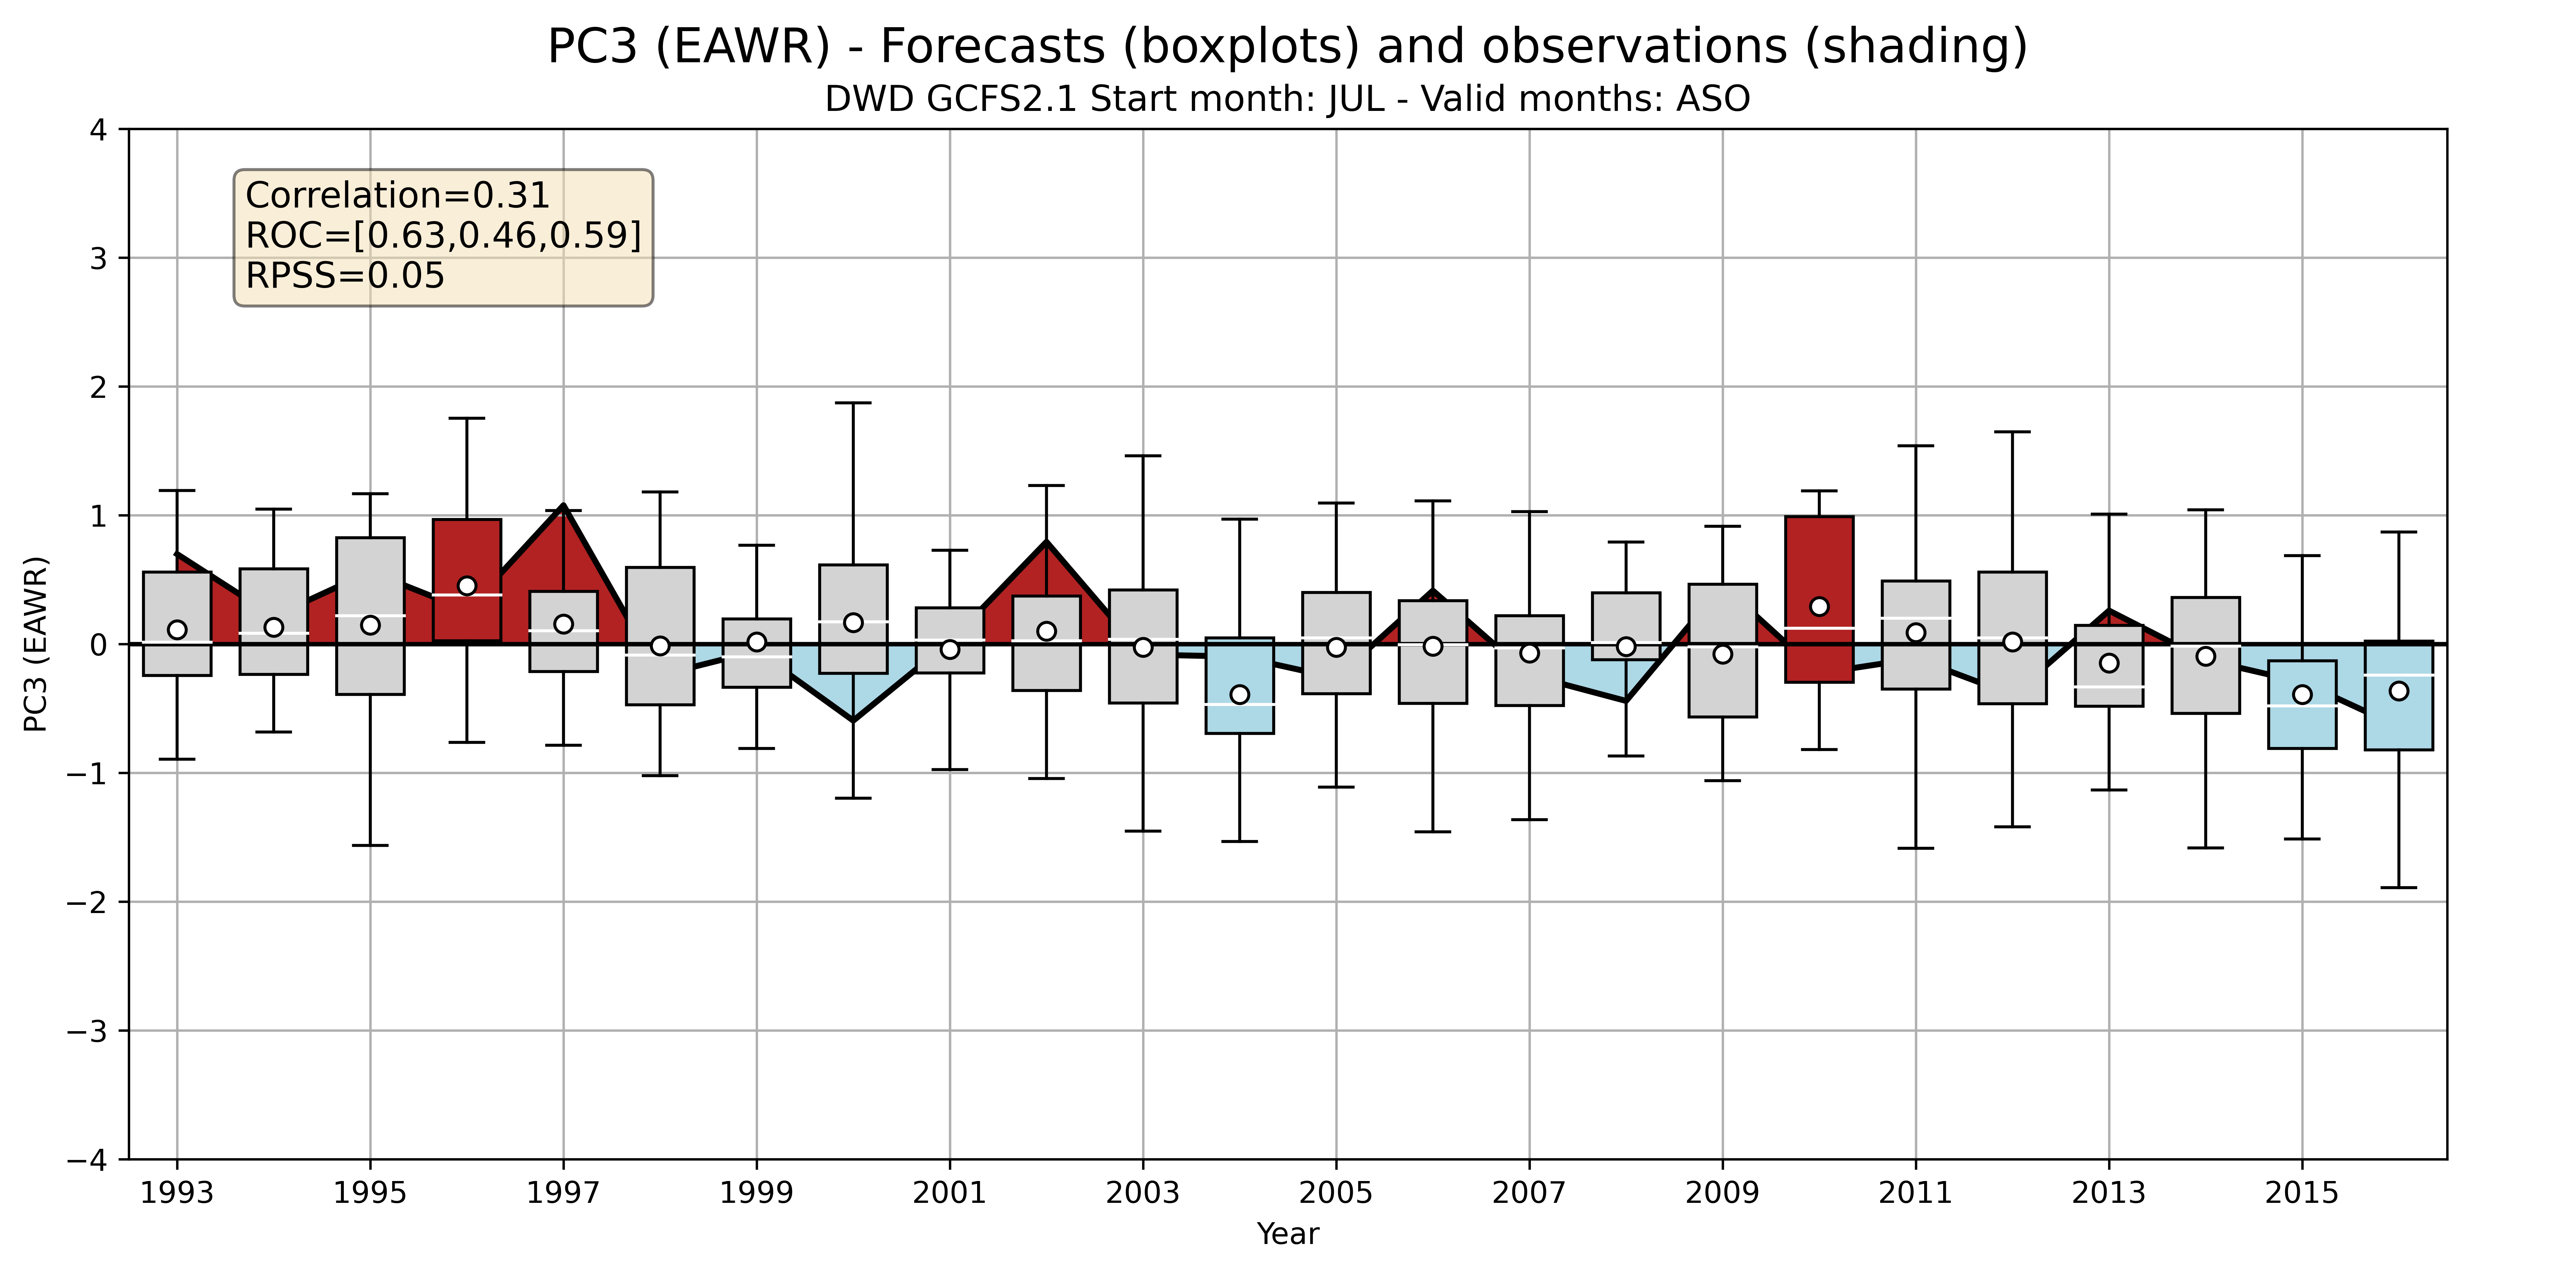 PC3 (EAWR) - Forecasts (boxplots) and observations (shading)
DWD GCFS2.1 Start month: JUL - Valid months: ASO
Correlation=0.31
ROC=[0.63,0.46,0.59]
RPSS=0.05
PC3 (EAWR)
4
3
2
1
0
−1
−2
−3
−4
1993 1995 1997 1999 2001 2003 2005 2007 2009 2011 2013 2015
Year